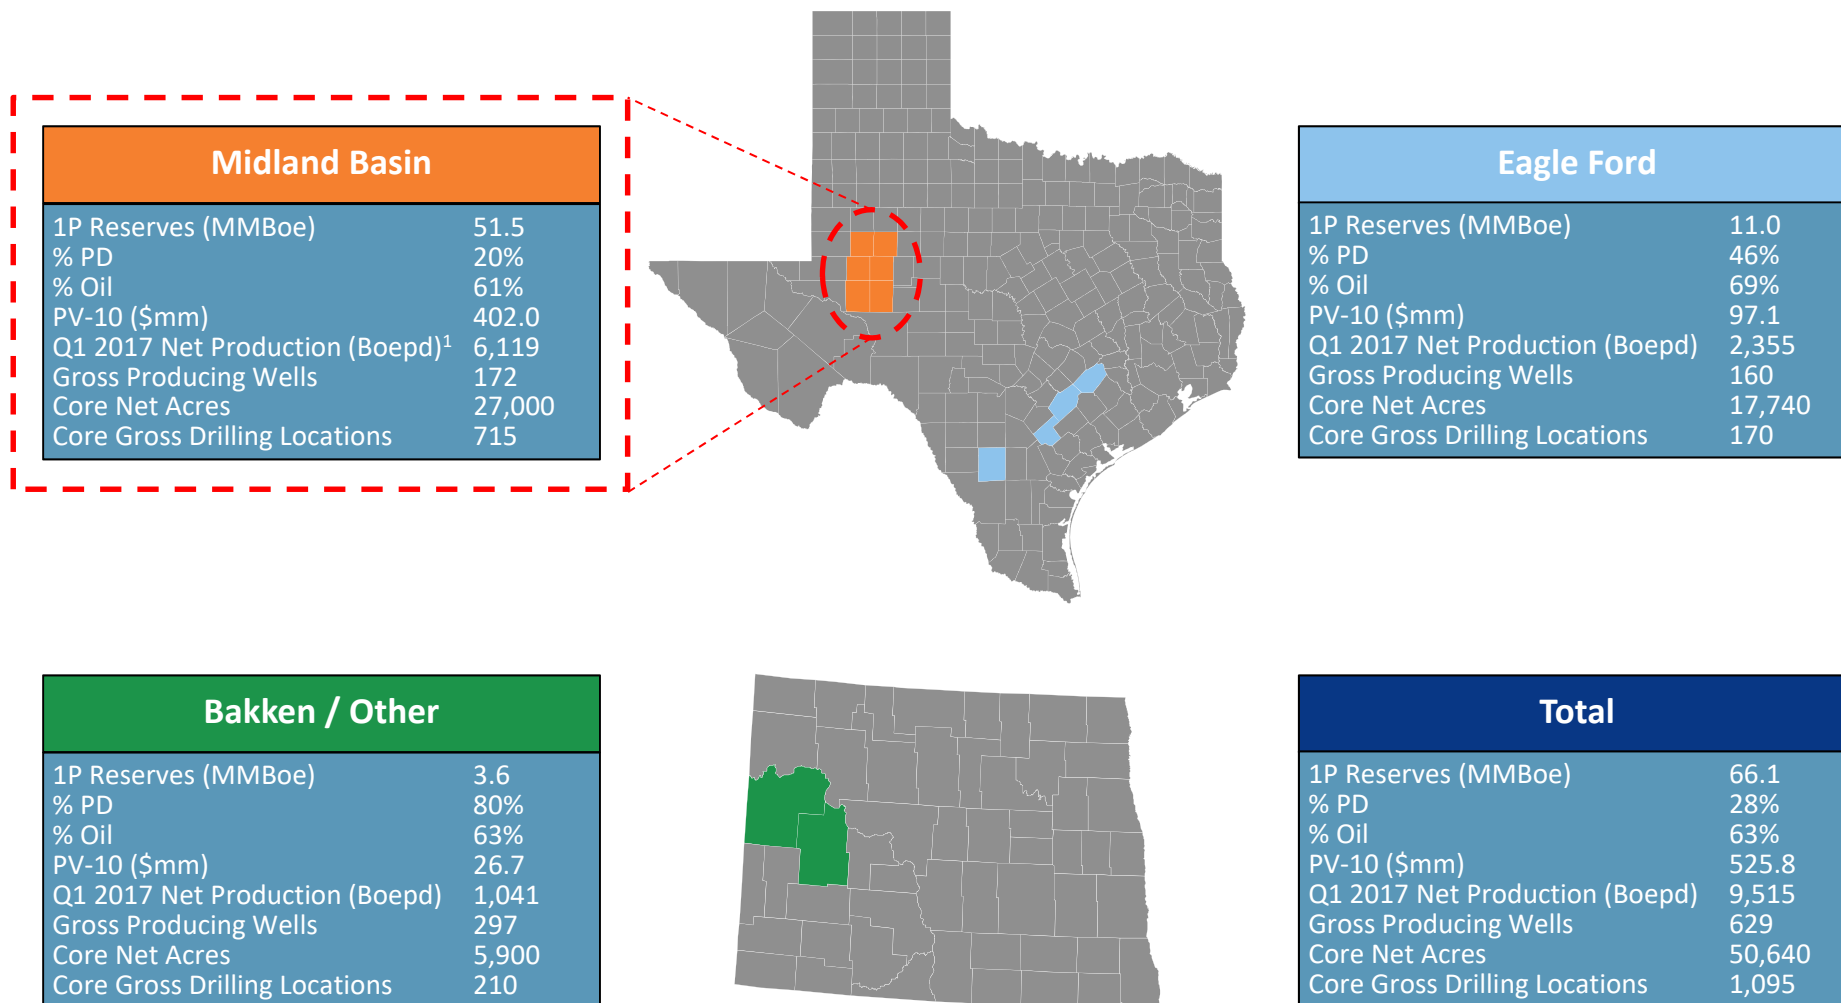 Midland Basin
1P Reserves (MMBoe) 51.5
% PD 20%
% Oil 61%
PV-10 ($mm) 402.0
Q1 2017 Net Production (Boepd)¹ 6,119
Gross Producing Wells 172
Core Net Acres 27,000
Core Gross Drilling Locations 715
Eagle Ford
1P Reserves (MMBoe) 11.0
% PD 46%
% Oil 69%
PV-10 ($mm) 97.1
Q1 2017 Net Production (Boepd) 2,355
Gross Producing Wells 160
Core Net Acres 17,740
Core Gross Drilling Locations 170
Bakken / Other
1P Reserves (MMBoe) 3.6
% PD 80%
% Oil 63%
PV-10 ($mm) 26.7
Q1 2017 Net Production (Boepd) 1,041
Gross Producing Wells 297
Core Net Acres 5,900
Core Gross Drilling Locations 210
Total
1P Reserves (MMBoe) 66.1
% PD 28%
% Oil 63%
PV-10 ($mm) 525.8
Q1 2017 Net Production (Boepd) 9,515
Gross Producing Wells 629
Core Net Acres 50,640
Core Gross Drilling Locations 1,095